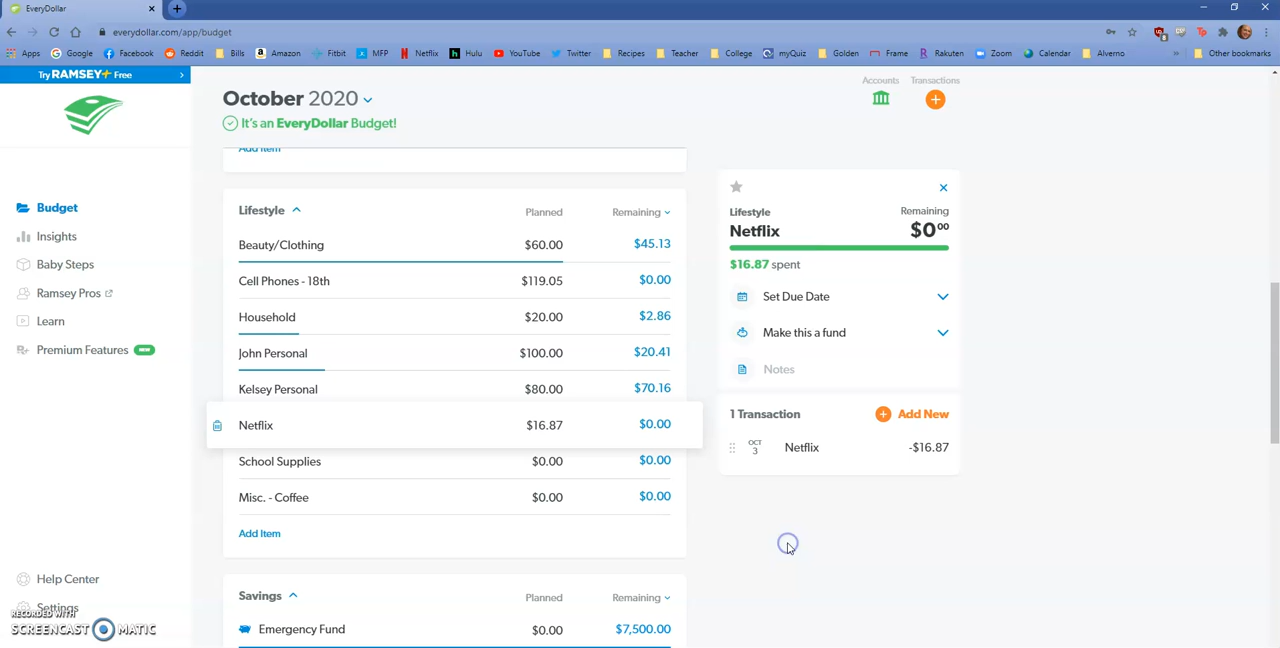 EveryDollar
everydollar.com/app/budget
Apps Google Facebook Reddit Bills Amazon Fitbit MFP Netflix Hulu YouTube Twitter Recipes Teacher College myQuiz Golden Frame Rakuten Zoom Calendar Alverno » Other bookmarks
Try RAMSEY+ Free
October 2020
It's an EveryDollar Budget!
Accounts
Transactions
Budget
Insights
Baby Steps
Ramsey Pros
Learn
Premium Features NEW
Help Center
Settings
RECORDED WITH
SCREENCAST MATIC
Add Item
Lifestyle Planned Remaining
Beauty/Clothing $60.00 $45.13
Cell Phones - 18th $119.05 $0.00
Household $20.00 $2.86
John Personal $100.00 $20.41
Kelsey Personal $80.00 $70.16
Netflix $16.87 $0.00
School Supplies $0.00 $0.00
Misc. - Coffee $0.00 $0.00
Add Item
Savings Planned Remaining
Emergency Fund $0.00 $7,500.00
Lifestyle Remaining
Netflix $0⁰⁰
$16.87 spent
Set Due Date
Make this a fund
Notes
1 Transaction Add New
OCT
3 Netflix -$16.87